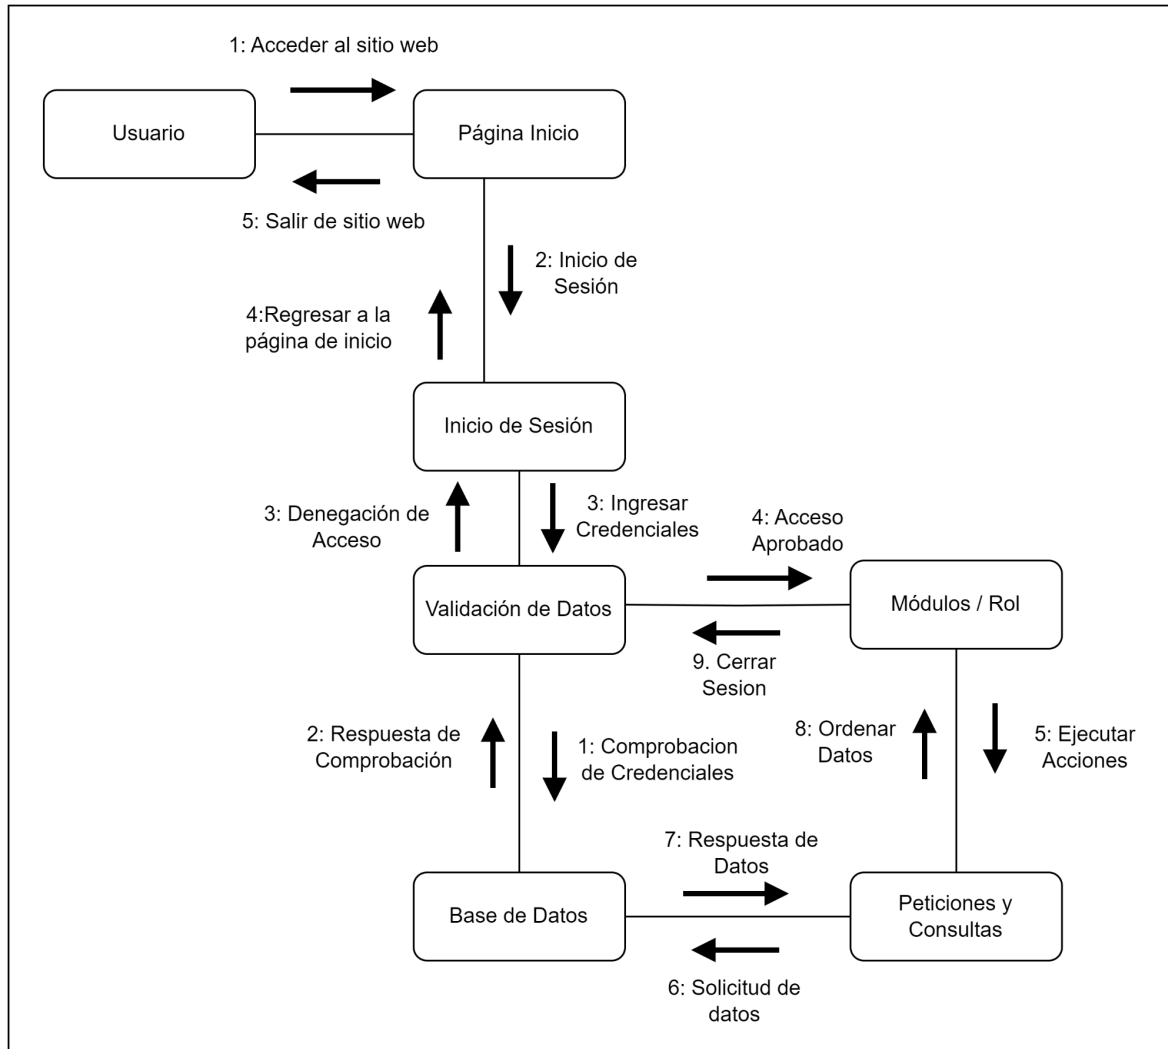 1: Acceder al sitio web
Usuario
Página Inicio
5: Salir de sitio web
2: Inicio de
Sesión
4:Regresar a la
página de inicio
Inicio de Sesión
3: Denegación de
Acceso
3: Ingresar
Credenciales
4: Acceso
Aprobado
Validación de Datos
Módulos / Rol
9. Cerrar
Sesion
2: Respuesta de
Comprobación
1: Comprobacion
de Credenciales
8: Ordenar
Datos
5: Ejecutar
Acciones
7: Respuesta de
Datos
Base de Datos
Peticiones y
Consultas
6: Solicitud de
datos